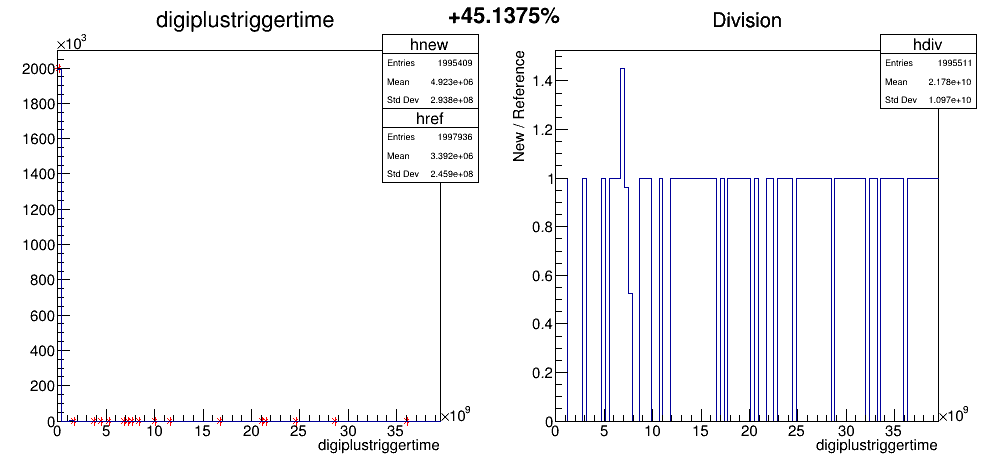 +45.1375%
digiplustriggertime
×10³
2000
1800
1600
1400
1200
1000
800
600
400
200
0
0 5 10 15 20 25 30 35
×10⁹
digiplustriggertime
hnew
Entries 1995409
Mean 4.923e+06
Std Dev 2.938e+08
href
Entries 1997936
Mean 3.392e+06
Std Dev 2.459e+08
Division
New / Reference
1.4
1.2
1
0.8
0.6
0.4
0.2
0
0 5 10 15 20 25 30 35
×10⁹
digiplustriggertime
hdiv
Entries 1995511
Mean 2.178e+10
Std Dev 1.097e+10